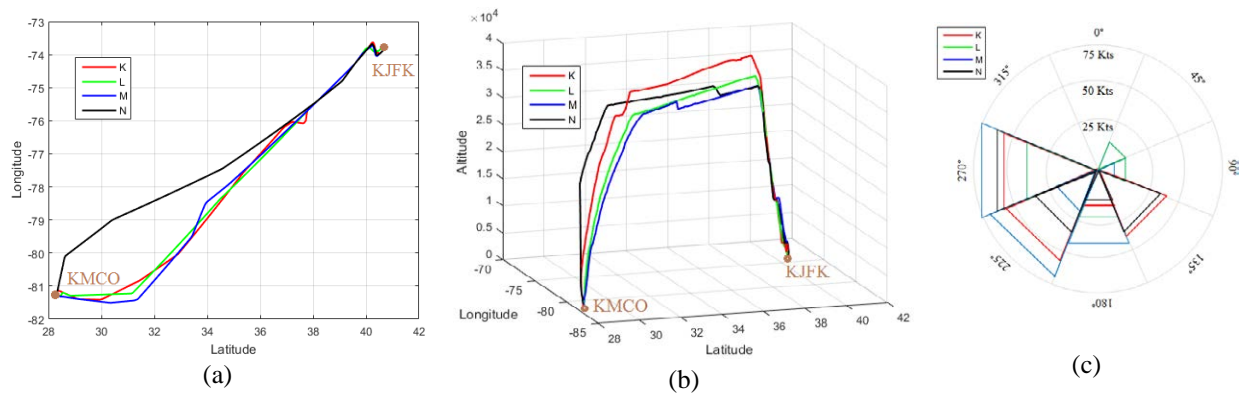 -73
-74
-75
-76
-77
-78
-79
-80
-81
-82
Longitude
28
30
32
34
36
38
40
42
Latitude
K
L
M
N
KJFK
KMCO
(a)
× 10⁴
4
3.5
3
2.5
2
1.5
1
0.5
0
Altitude
-70
-75
-80
-85
Longitude
28
30
32
34
36
38
40
42
Latitude
K
L
M
N
KJFK
KMCO
(b)
K
L
M
N
0°
45°
90°
135°
180°
225°
270°
315°
75 Kts
50 Kts
25 Kts
(c)